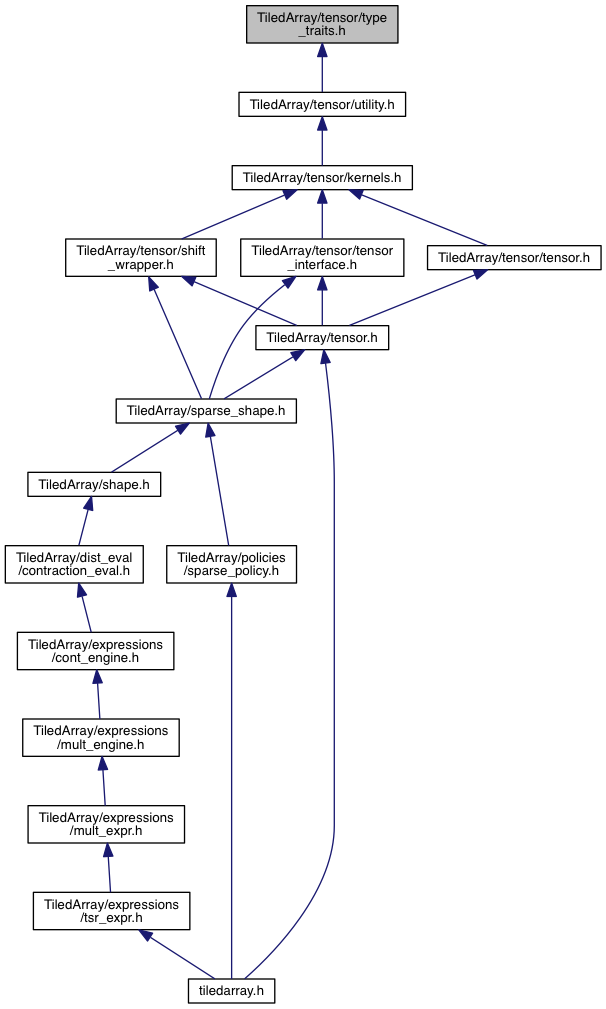 TiledArray/tensor/type
_traits.h
TiledArray/tensor/utility.h
TiledArray/tensor/kernels.h
TiledArray/tensor/shift
_wrapper.h
TiledArray/tensor/tensor
_interface.h
TiledArray/tensor/tensor.h
TiledArray/tensor.h
TiledArray/sparse_shape.h
TiledArray/shape.h
TiledArray/dist_eval
/contraction_eval.h
TiledArray/policies
/sparse_policy.h
TiledArray/expressions
/cont_engine.h
TiledArray/expressions
/mult_engine.h
TiledArray/expressions
/mult_expr.h
TiledArray/expressions
/tsr_expr.h
tiledarray.h